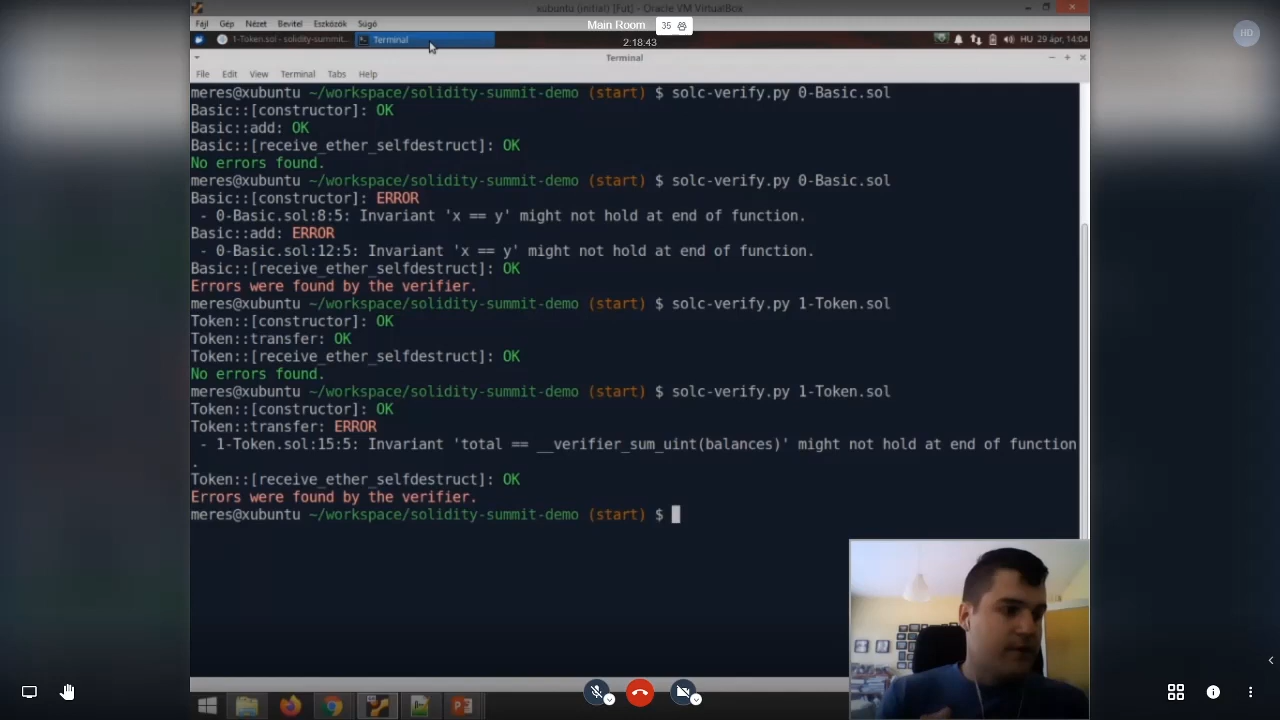 xubuntu (initial) [Fut] - Oracle VM VirtualBox
Fájl Gép Nézet Bevitel Eszközök Súgó
Main Room 35
2:18:43
HD
1-Token.sol - solidity-summit... Terminal HU 29 ápr, 14:04
Terminal
File Edit View Terminal Tabs Help
meres@xubuntu ~/workspace/solidity-summit-demo (start) $ solc-verify.py 0-Basic.sol
Basic::[constructor]: OK
Basic::add: OK
Basic::[receive_ether_selfdestruct]: OK
No errors found.
meres@xubuntu ~/workspace/solidity-summit-demo (start) $ solc-verify.py 0-Basic.sol
Basic::[constructor]: ERROR
- 0-Basic.sol:8:5: Invariant 'x == y' might not hold at end of function.
Basic::add: ERROR
- 0-Basic.sol:12:5: Invariant 'x == y' might not hold at end of function.
Basic::[receive_ether_selfdestruct]: OK
Errors were found by the verifier.
meres@xubuntu ~/workspace/solidity-summit-demo (start) $ solc-verify.py 1-Token.sol
Token::[constructor]: OK
Token::transfer: OK
Token::[receive_ether_selfdestruct]: OK
No errors found.
meres@xubuntu ~/workspace/solidity-summit-demo (start) $ solc-verify.py 1-Token.sol
Token::[constructor]: OK
Token::transfer: ERROR
- 1-Token.sol:15:5: Invariant 'total == __verifier_sum_uint(balances)' might not hold at end of function
.
Token::[receive_ether_selfdestruct]: OK
Errors were found by the verifier.
meres@xubuntu ~/workspace/solidity-summit-demo (start) $